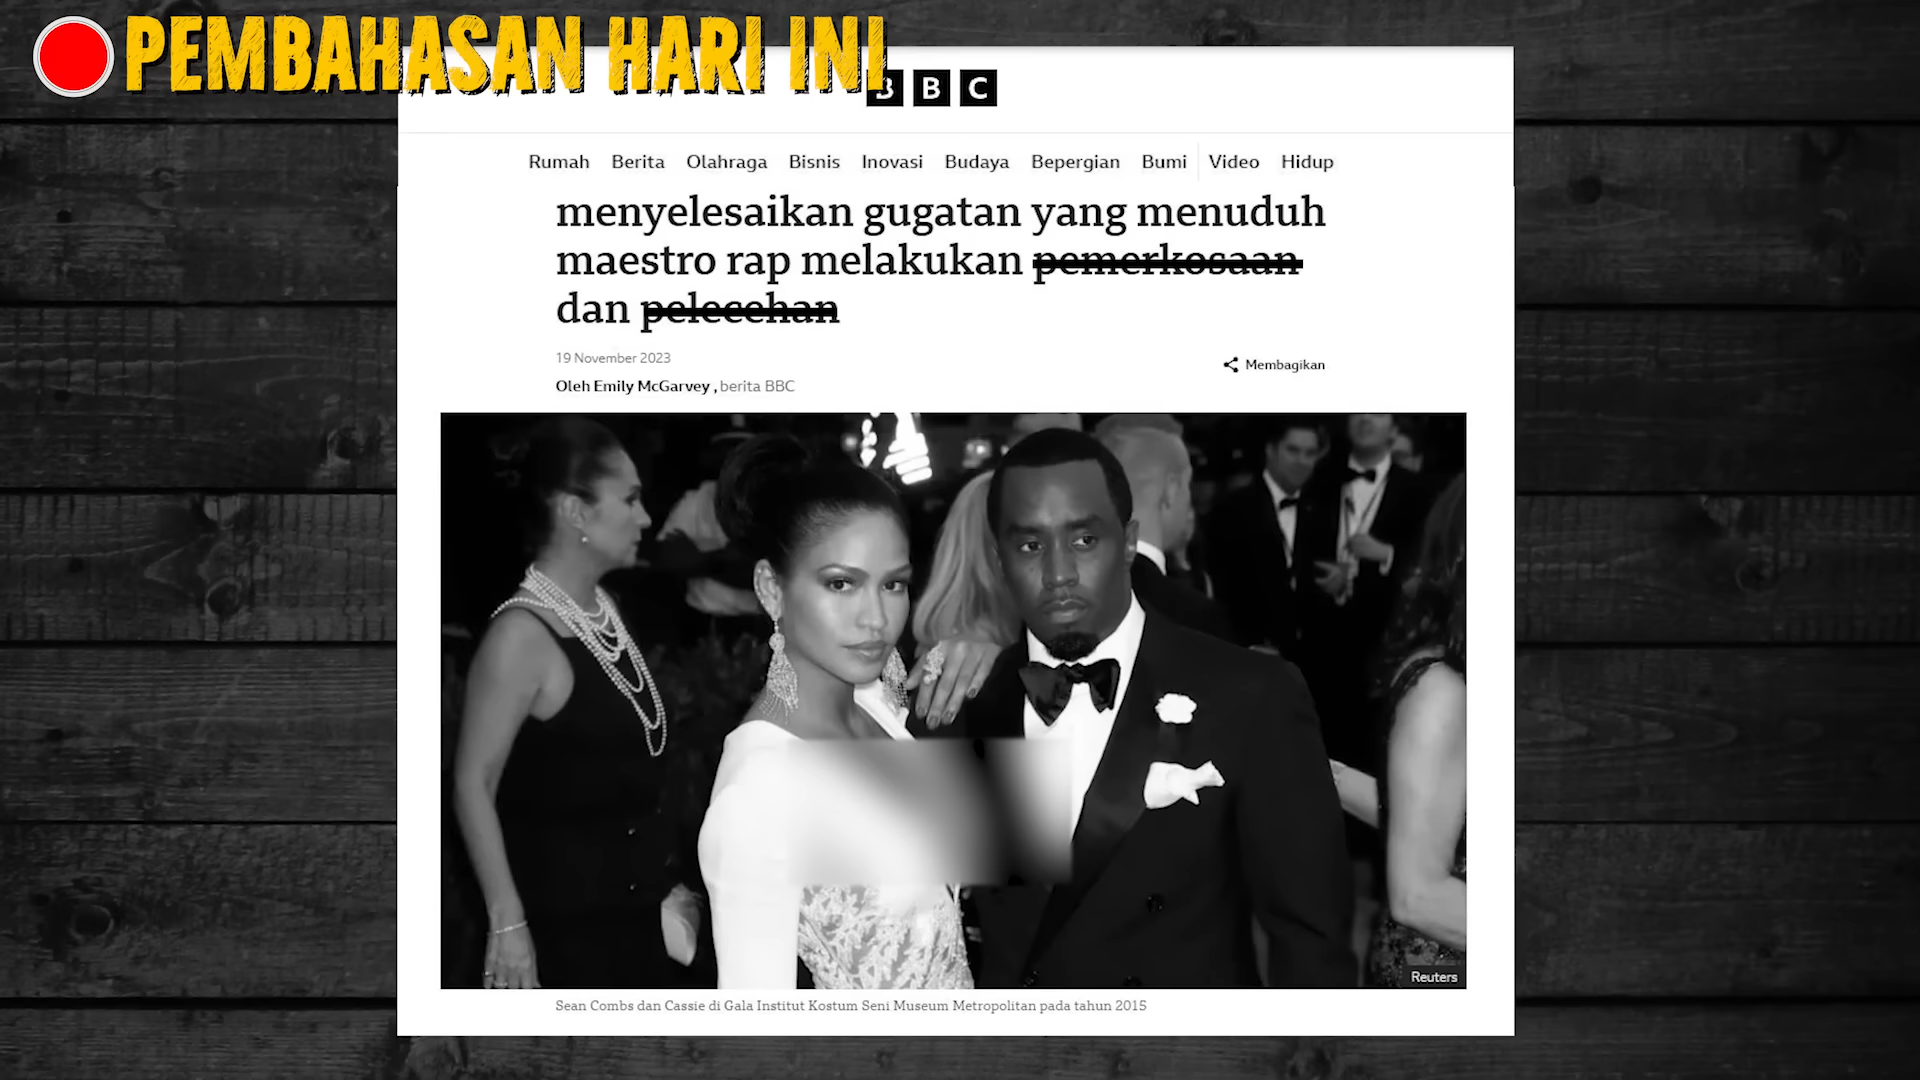 PEMBAHASAN HARI INI
BBC
Rumah Berita Olahraga Bisnis Inovasi Budaya Bepergian Bumi Video Hidup
menyelesaikan gugatan yang menuduh
maestro rap melakukan pemerkosaan
dan pelecehan
19 November 2023
Membagikan
Oleh Emily McGarvey , berita BBC
Reuters
Sean Combs dan Cassie di Gala Institut Kostum Seni Museum Metropolitan pada tahun 2015